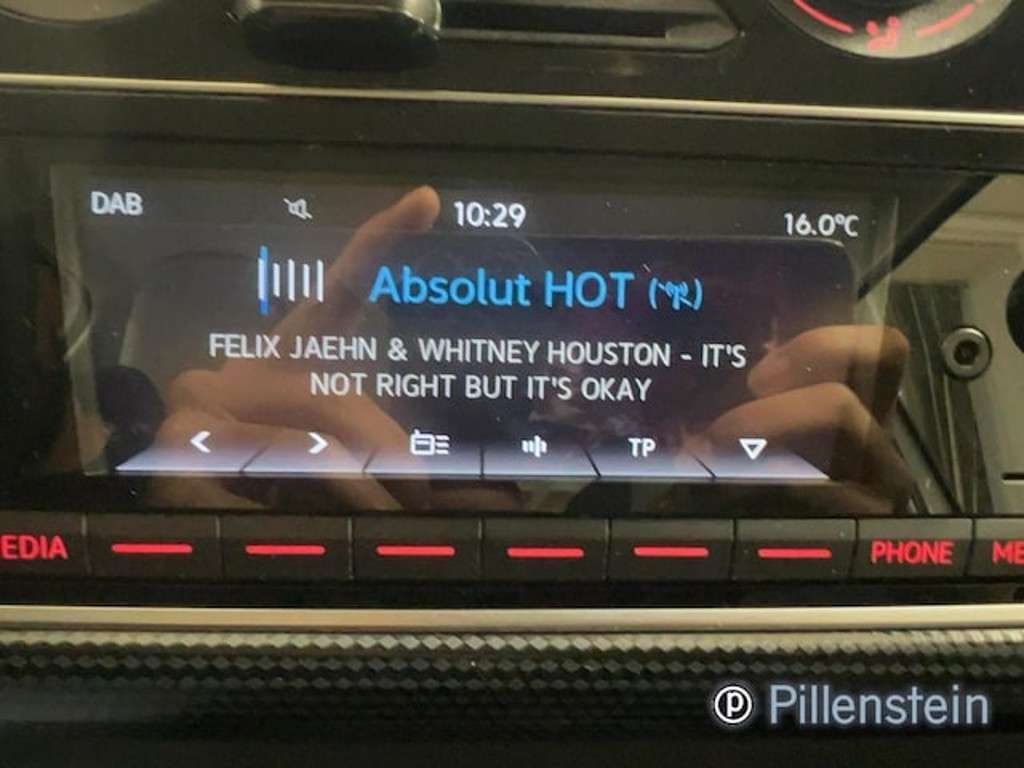 DAB
10:29
16.0°C
Absolut HOT
FELIX JAEHN & WHITNEY HOUSTON - IT'S
NOT RIGHT BUT IT'S OKAY
TP
EDIA
PHONE
ME
Pillenstein